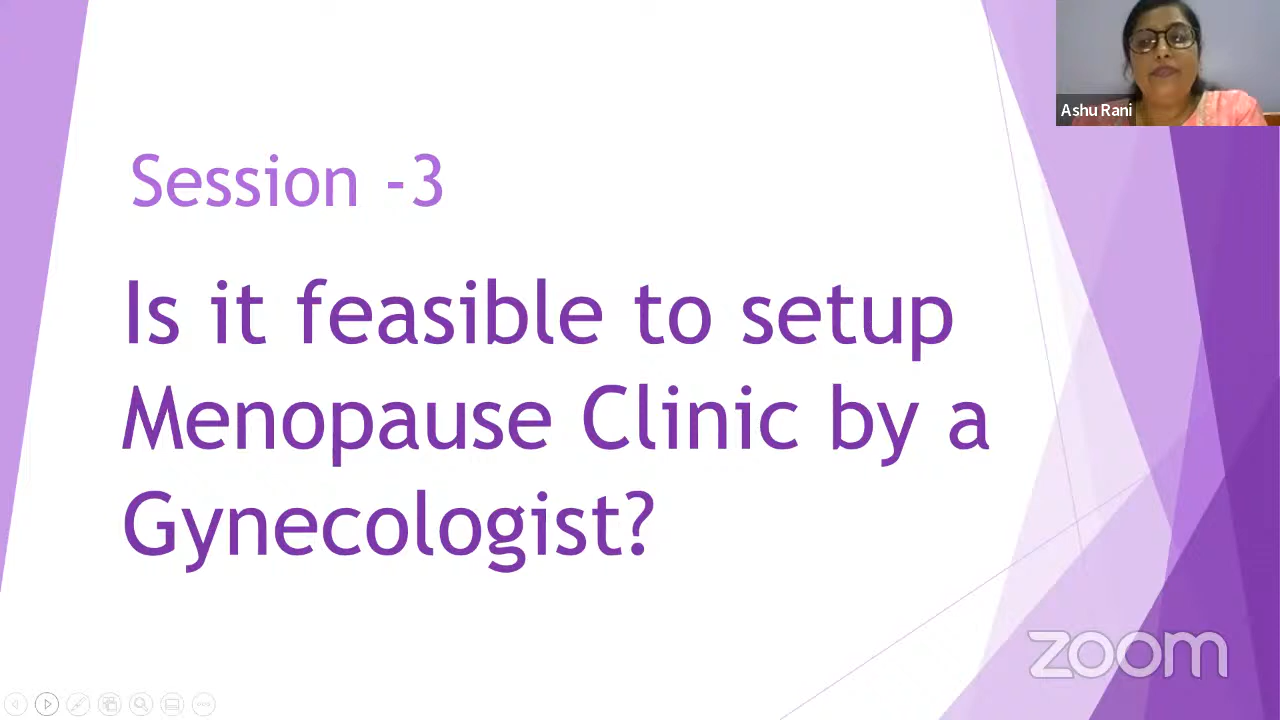 Ashu Rani
Session -3
Is it feasible to setup
Menopause Clinic by a
Gynecologist?
zoom